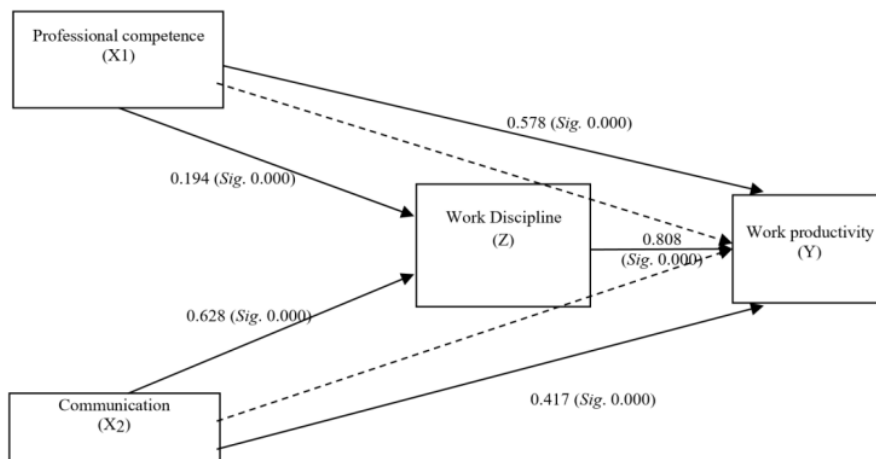 Professional competence
(X1)
0.578 (Sig. 0.000)
0.194 (Sig. 0.000)
Work Discipline
(Z)
0.808
(Sig. 0.000)
Work productivity
(Y)
0.628 (Sig. 0.000)
Communication
(X2)
0.417 (Sig. 0.000)